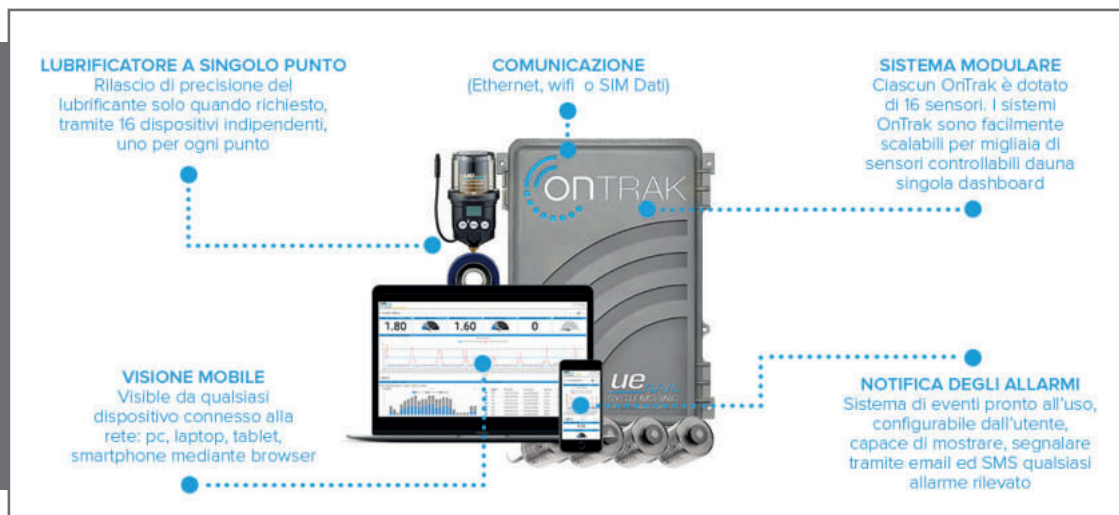 LUBRIFICATORE A SINGOLO PUNTO
Rilascio di precisione del
lubrificante solo quando richiesto,
tramite 16 dispositivi indipendenti,
uno per ogni punto
COMUNICAZIONE
(Ethernet, wifi o SIM Dati)
SISTEMA MODULARE
Ciascun OnTrak è dotato
di 16 sensori. I sistemi
OnTrak sono facilmente
scalabili per migliaia di
sensori controllabili dauna
singola dashboard
ue
onTRAK
1.80 1.60 0
ue
SYSTEMS INC
VISIONE MOBILE
Visible da qualsiasi
dispositivo connesso alla
rete: pc, laptop, tablet,
smartphone mediante browser
NOTIFICA DEGLI ALLARMI
Sistema di eventi pronto all'uso,
configurabile dall'utente,
capace di mostrare, segnalare
tramite email ed SMS qualsiasi
allarme rilevato